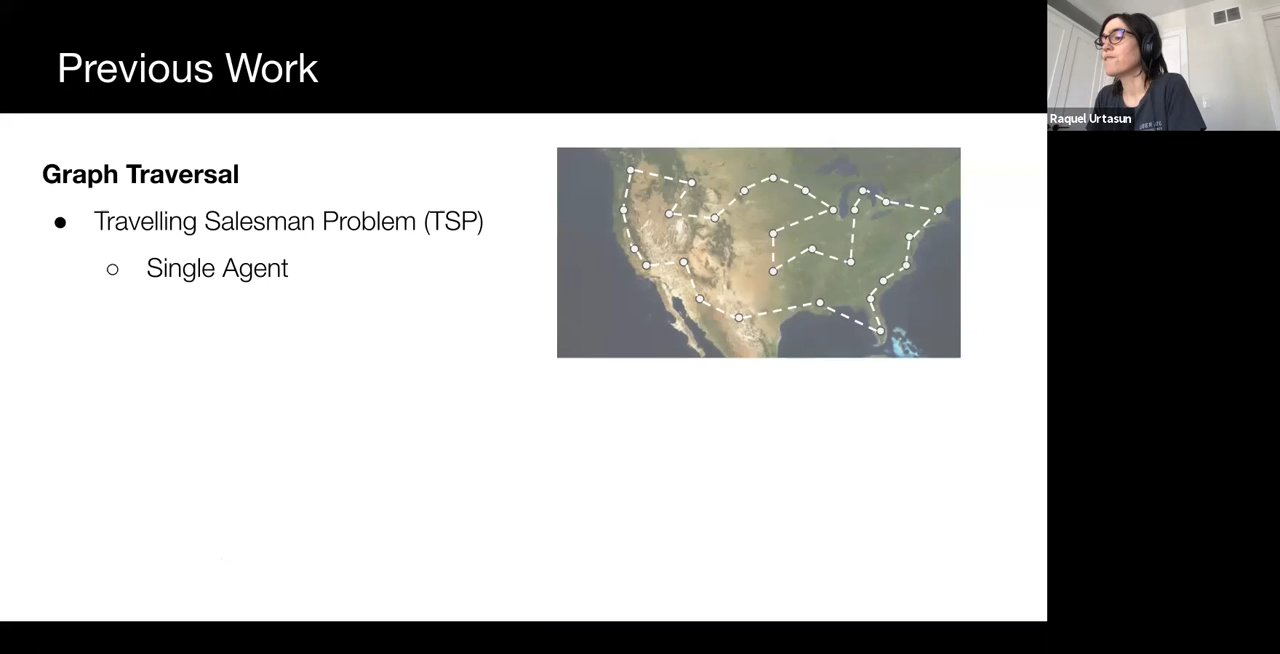 Previous Work
Raquel Urtasun
Graph Traversal
● Travelling Salesman Problem (TSP)
○ Single Agent